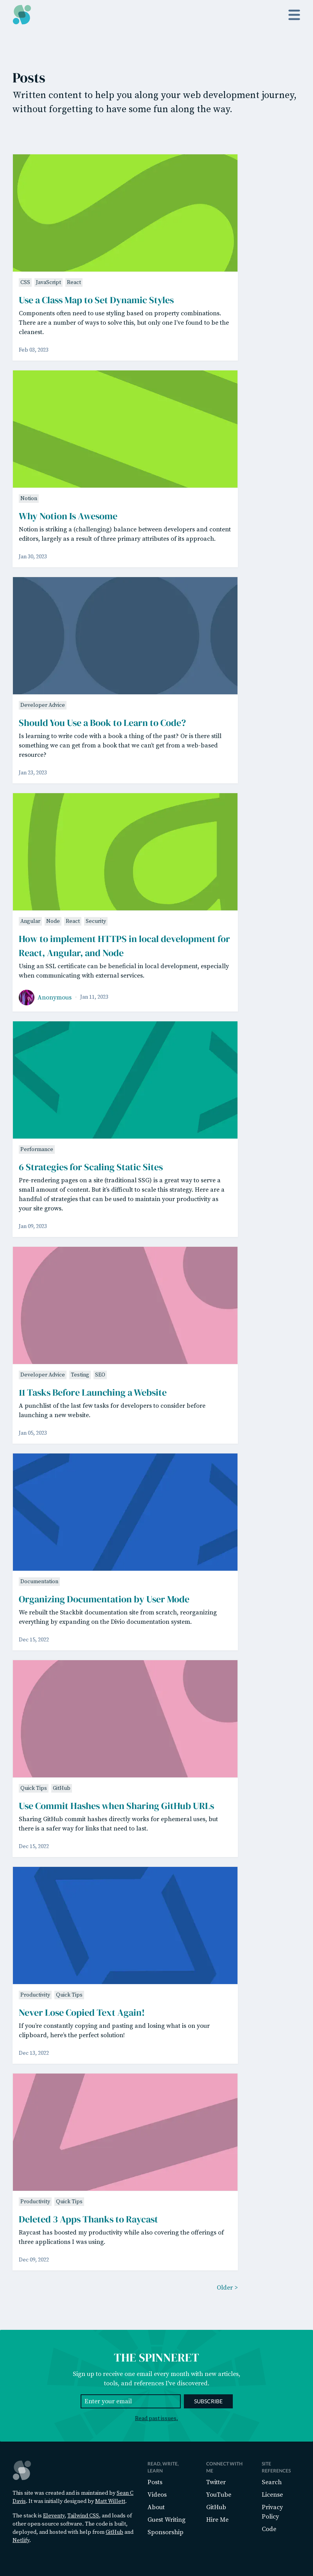 Posts
Written content to help you along your web development journey,
without forgetting to have some fun along the way.
CSS JavaScript React
Use a Class Map to Set Dynamic Styles
Components often need to use styling based on property combinations.
There are a number of ways to solve this, but only one I've found to be the
cleanest.
Feb 03, 2023
Notion
Why Notion Is Awesome
Notion is striking a (challenging) balance between developers and content
editors, largely as a result of three primary attributes of its approach.
Jan 30, 2023
Developer Advice
Should You Use a Book to Learn to Code?
Is learning to write code with a book a thing of the past? Or is there still
something we can get from a book that we can't get from a web-based
resource?
Jan 23, 2023
Angular Node React Security
How to implement HTTPS in local development for
React, Angular, and Node
Using an SSL certificate can be beneficial in local development, especially
when communicating with external services.
Anonymous Jan 11, 2023
Performance
6 Strategies for Scaling Static Sites
Pre-rendering pages on a site (traditional SSG) is a great way to serve a
small amount of content. But it's difficult to scale this strategy. Here are a
handful of strategies that can be used to maintain your productivity as
your site grows.
Jan 09, 2023
Developer Advice Testing SEO
11 Tasks Before Launching a Website
A punchlist of the last few tasks for developers to consider before
launching a new website.
Jan 05, 2023
Documentation
Organizing Documentation by User Mode
We rebuilt the Stackbit documentation site from scratch, reorganizing
everything by expanding on the Divio documentation system.
Dec 15, 2022
Quick Tips GitHub
Use Commit Hashes when Sharing GitHub URLs
Sharing GitHub commit hashes directly works for ephemeral uses, but
there is a safer way for links that need to last.
Dec 15, 2022
Productivity Quick Tips
Never Lose Copied Text Again!
If you're constantly copying and pasting and losing what is on your
clipboard, here's the perfect solution!
Dec 13, 2022
Productivity Quick Tips
Deleted 3 Apps Thanks to Raycast
Raycast has boosted my productivity while also covering the offerings of
three applications I was using.
Dec 09, 2022
Older >
THE SPINNERET
Sign up to receive one email every month with new articles,
tools, and references I've discovered.
Enter your email SUBSCRIBE
Read past issues.
This site was created and is maintained by Sean C
Davis. It was initially designed by Matt Willett.
The stack is Eleventy, Tailwind CSS, and loads of
other open source software. The code is built,
deployed, and hosted with help from GitHub and
Netlify.
READ, WRITE,
LEARN
Posts
Videos
About
Guest Writing
Sponsorship
CONNECT WITH
ME
Twitter
YouTube
GitHub
Hire Me
SITE
REFERENCES
Search
License
Privacy
Policy
Code